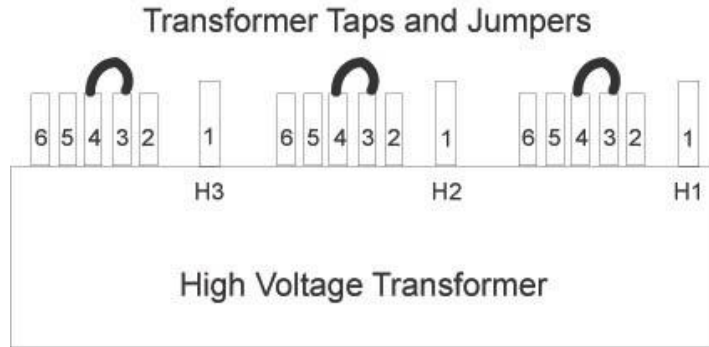 Transformer Taps and Jumpers
6 5 4 3 2 1 6 5 4 3 2 1 6 5 4 3 2 1
H3 H2 H1
High Voltage Transformer